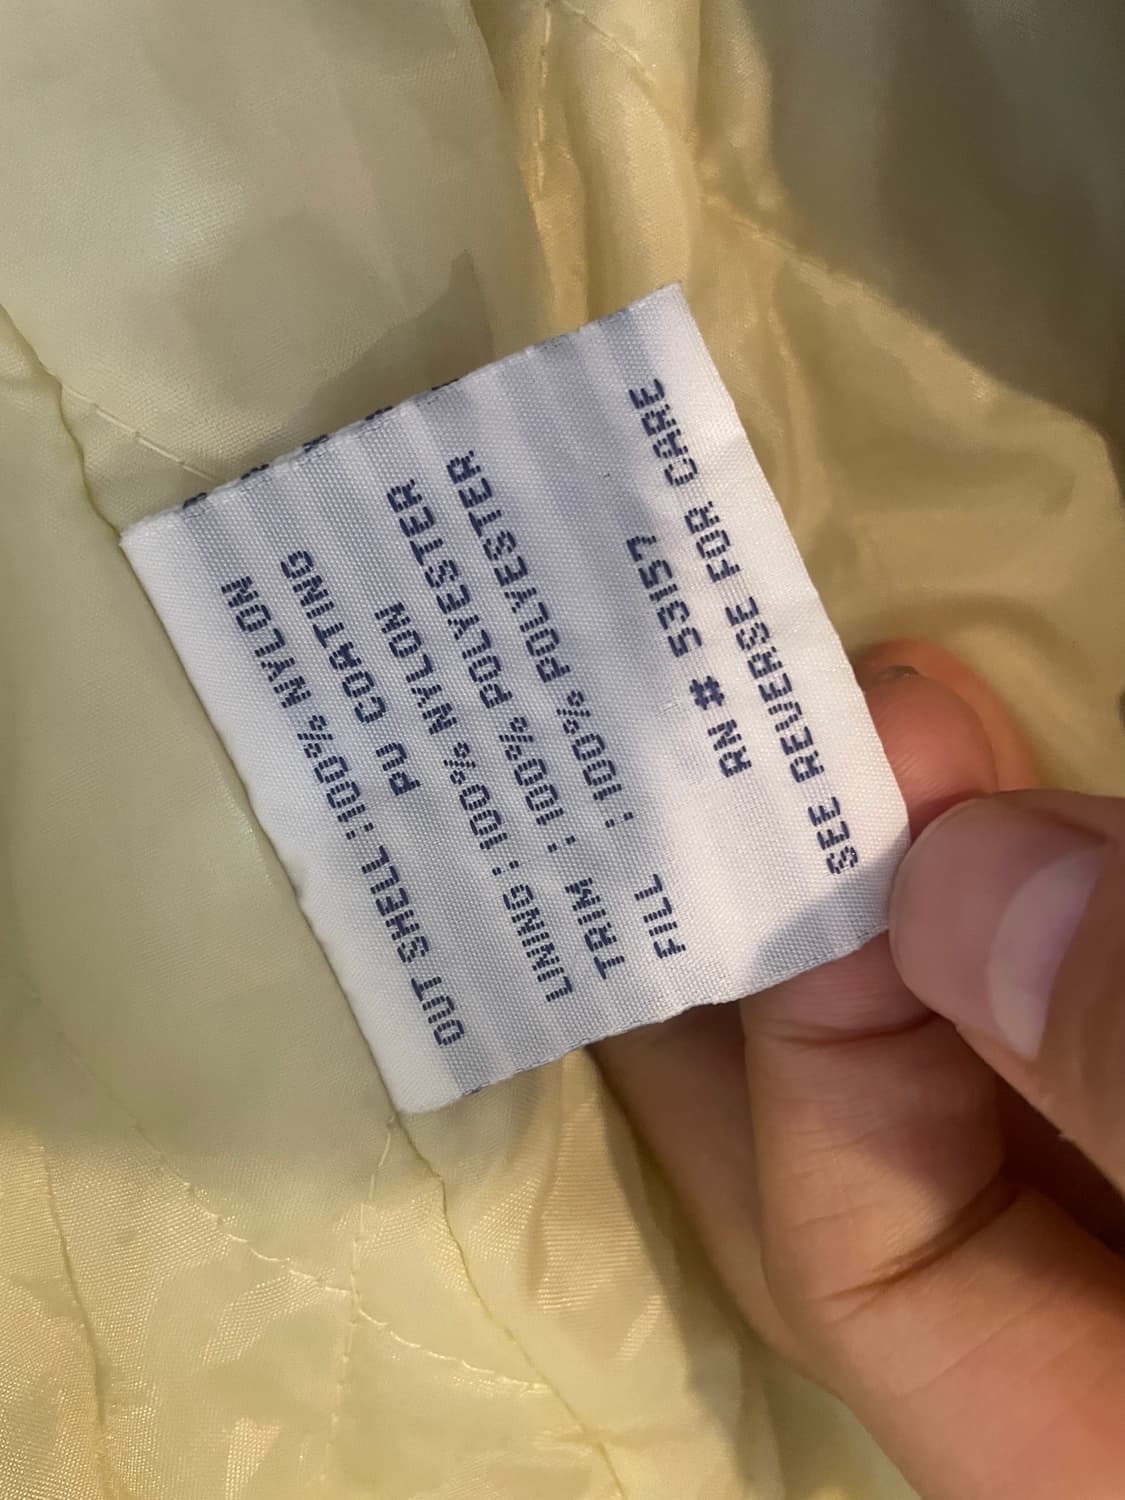 OUT SHELL : 100% NYLON
PU COATING
LINING : 100% NYLON
TRIM : 100% POLYESTER
FILL : 100% POLYESTER
RN # 53157
SEE REVERSE FOR CARE